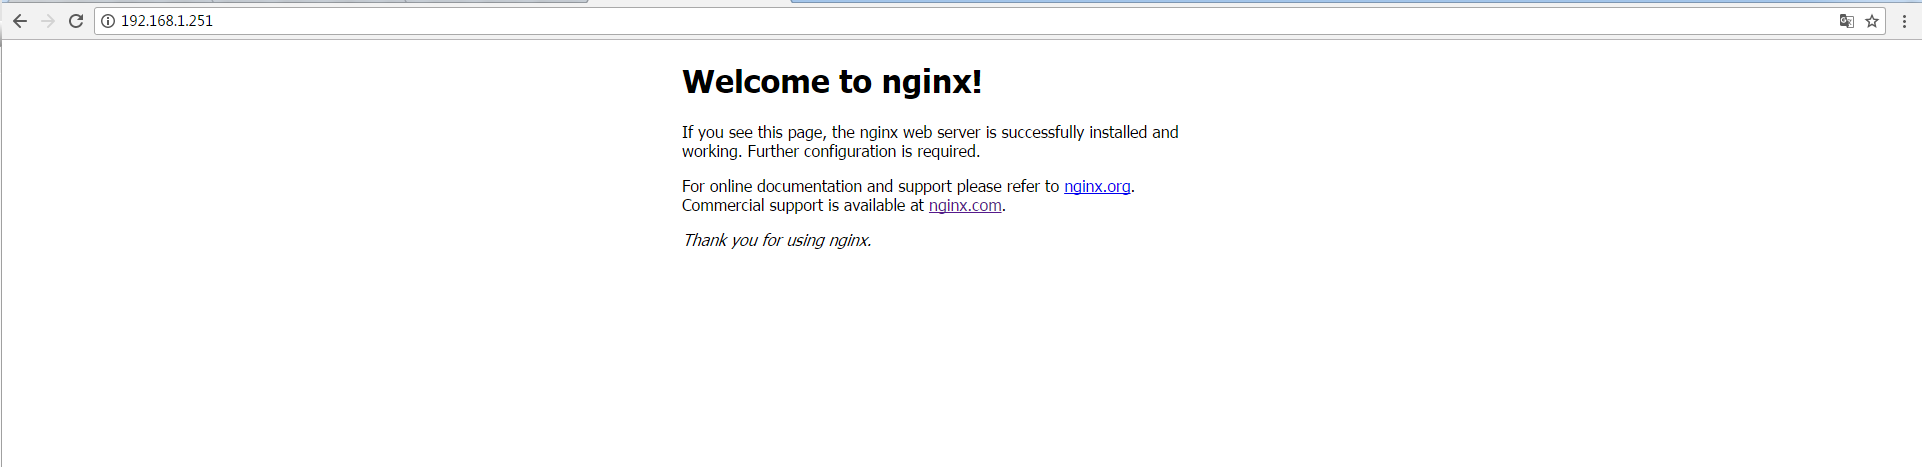 192.168.1.251
Welcome to nginx!
If you see this page, the nginx web server is successfully installed and
working. Further configuration is required.
For online documentation and support please refer to nginx.org.
Commercial support is available at nginx.com.
Thank you for using nginx.